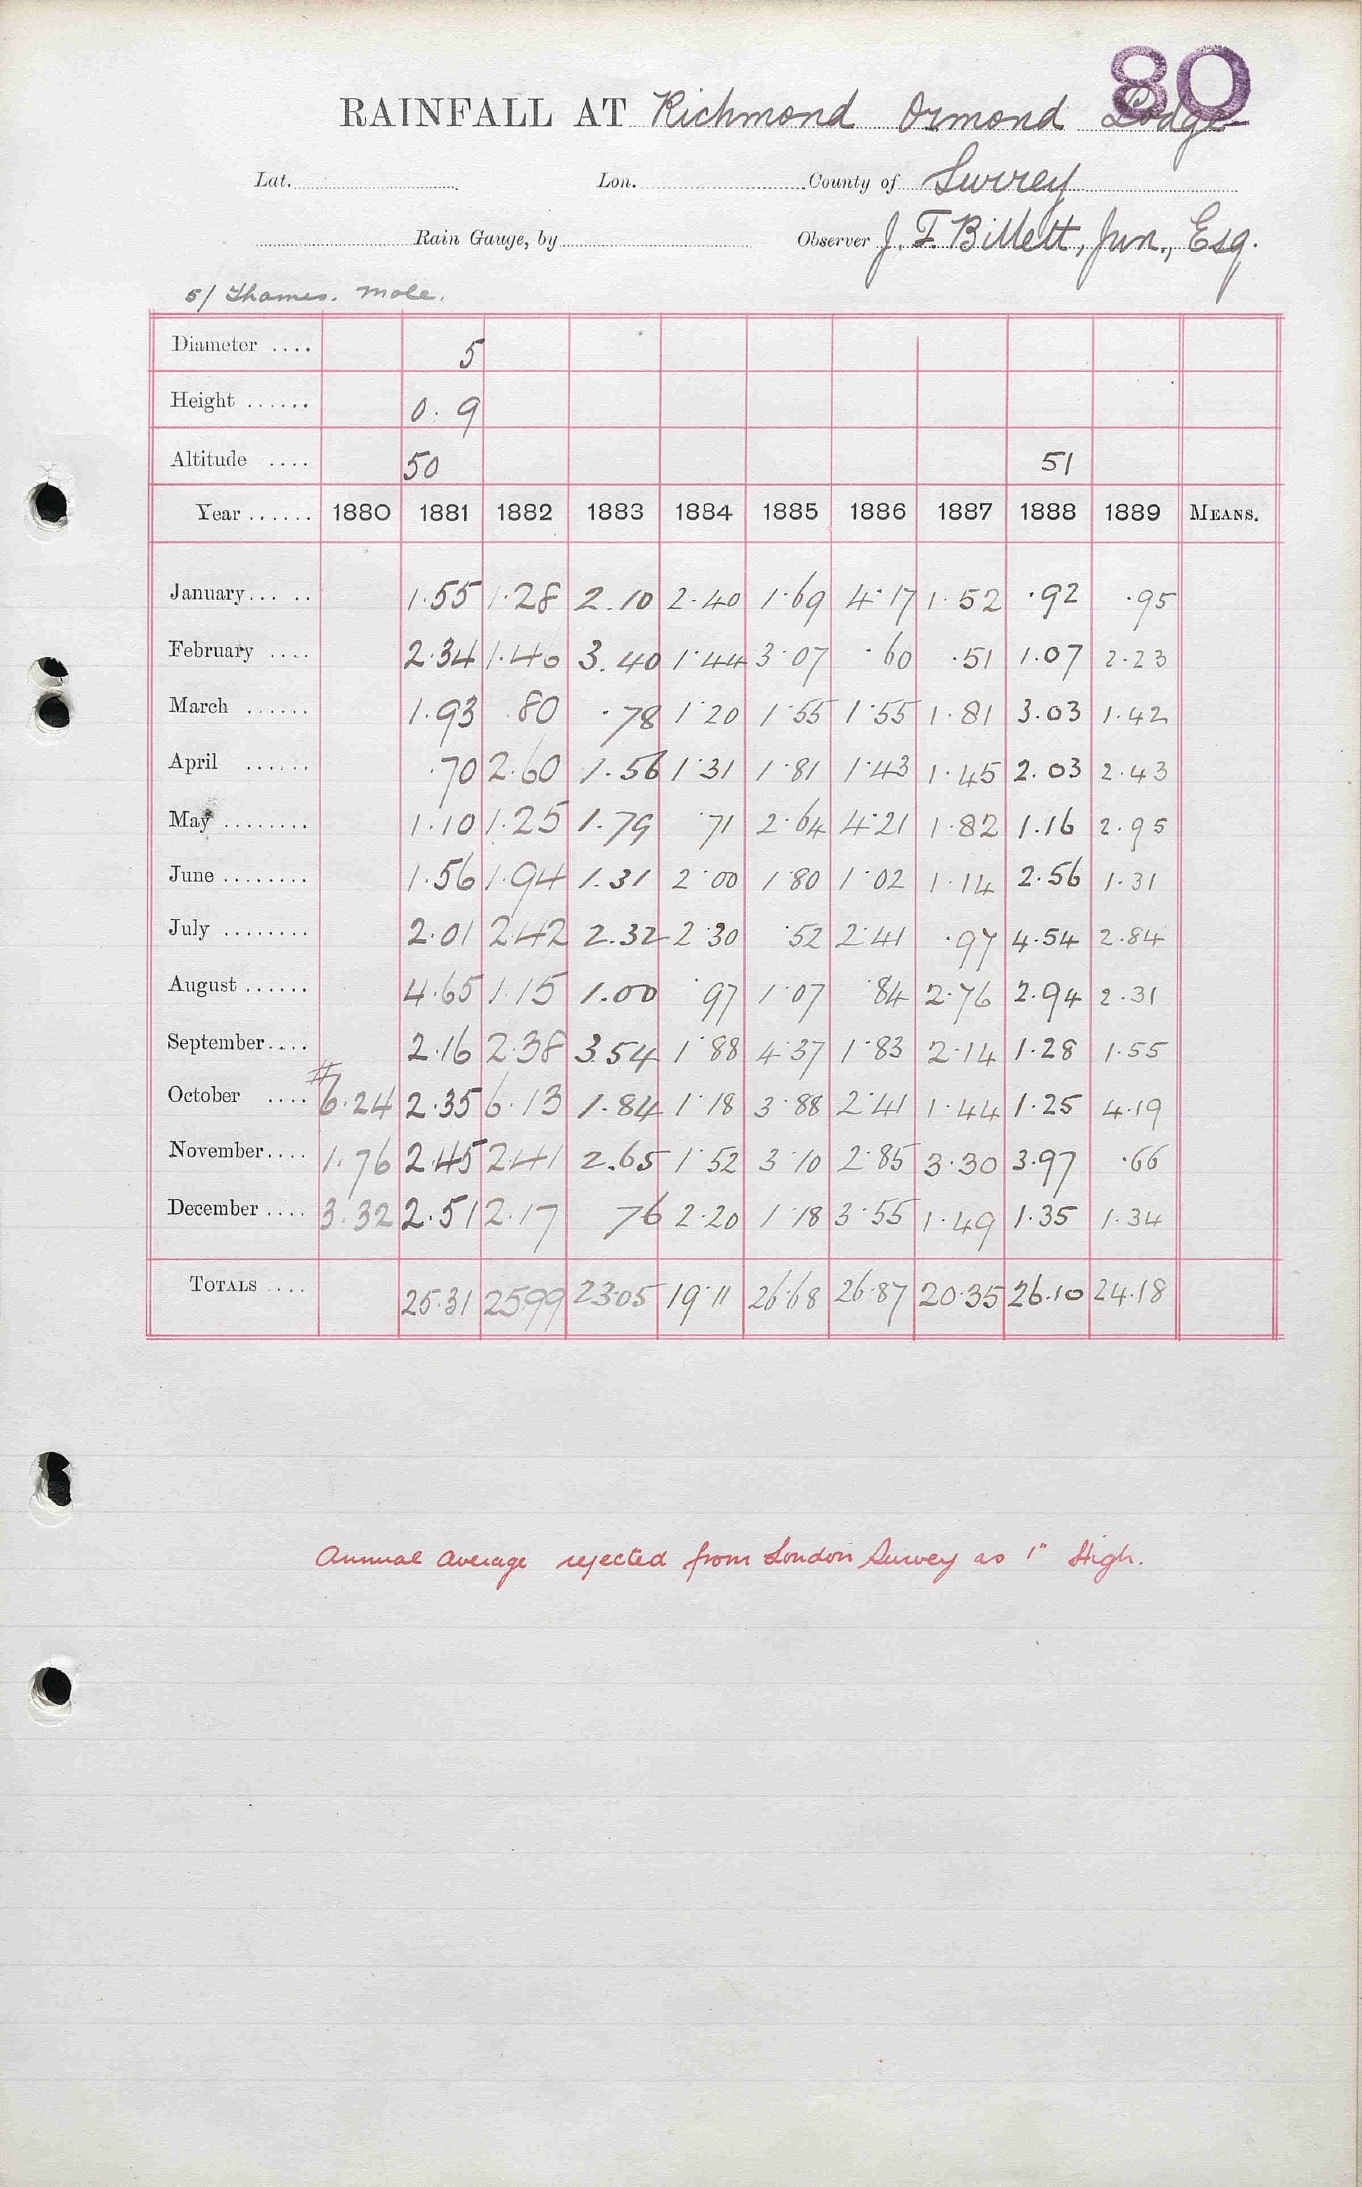 80
RAINFALL AT Richmond Ormond Lodge
Lat. Lon. County of Surrey
Rain Gauge, by Observer J. F. Billett, Jun., Esq.
5/ Thames. Mole.
Diameter .... 5
Height ...... 0.9
Altitude .... 50 51
Year ...... 1880 1881 1882 1883 1884 1885 1886 1887 1888 1889 MEANS.
January... .. 1.55 1.28 2.10 2.40 1.69 4.17 1.52 .92 .95
February .... 2.34 1.46 3.40 1.44 3.07 .60 .51 1.07 2.23
March ...... 1.93 .80 .78 1.20 1.55 1.55 1.81 3.03 1.42
April ...... .70 2.60 1.56 1.31 1.81 1.43 1.45 2.03 2.43
May ........ 1.10 1.25 1.79 .71 2.64 4.21 1.82 1.16 2.95
June ........ 1.56 1.94 1.31 2.00 1.80 1.02 1.14 2.56 1.31
July ........ 2.01 2.42 2.32 2.30 .52 2.41 .97 4.54 2.84
August ...... 4.65 1.15 1.00 .97 1.07 .84 2.76 2.94 2.31
September.... 2.16 2.38 3.54 1.88 4.37 1.83 2.14 1.28 1.55
October .... #6.24 2.35 6.13 1.84 1.18 3.88 2.41 1.44 1.25 4.19
November.... 1.76 2.45 2.41 2.65 1.52 3.10 2.85 3.30 3.97 .66
December .... 3.32 2.51 2.17 76 2.20 1.18 3.55 1.49 1.35 1.34
TOTALS .... 25.31 25.99 23.05 19.11 26.68 26.87 20.35 26.10 24.18
Annual Average rejected from London Survey as 1" High.